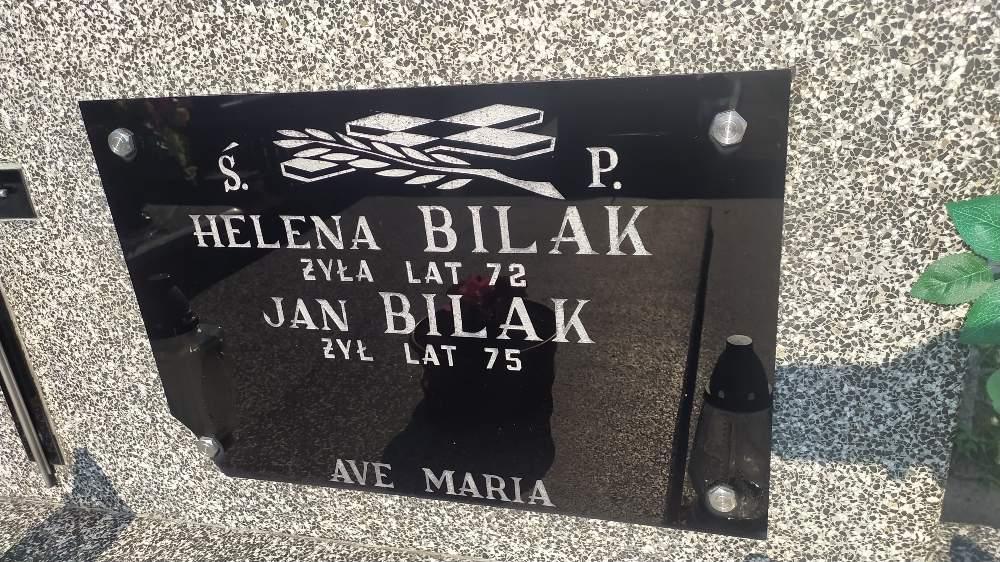 Ś. P.
HELENA BILAK
ŻYŁA LAT 72
JAN BILAK
ŻYŁ LAT 75
AVE MARIA